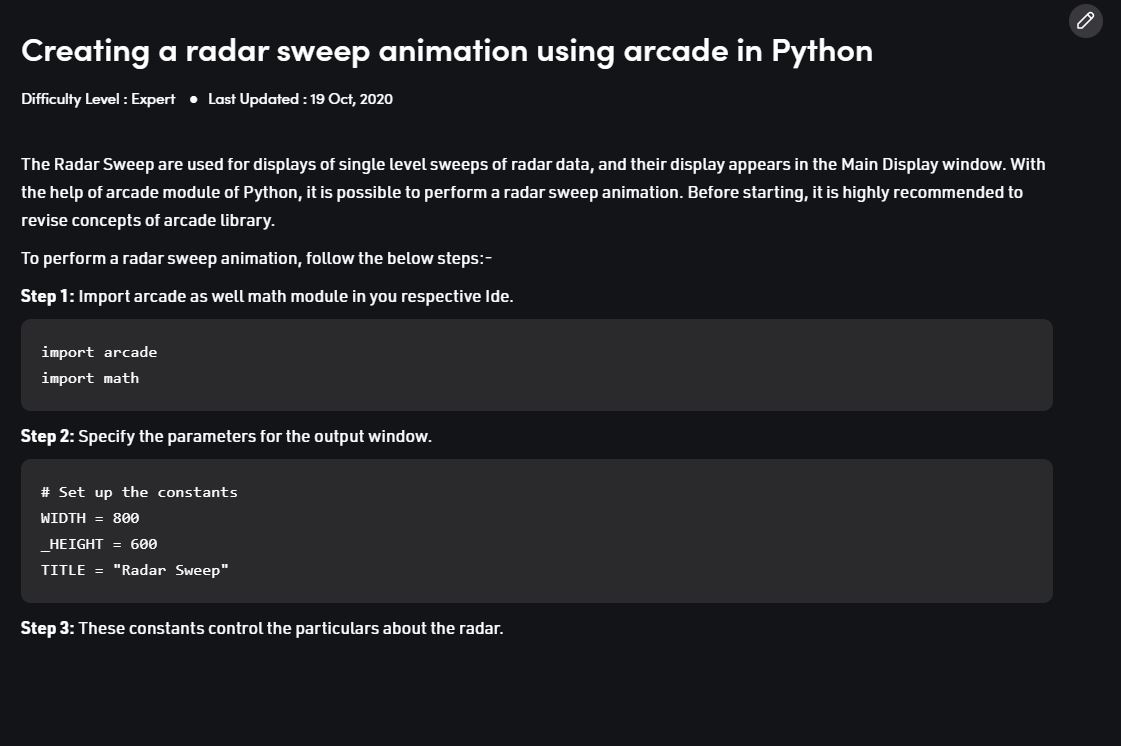 Creating a radar sweep animation using arcade in Python
Difficulty Level : Expert ● Last Updated : 19 Oct, 2020
The Radar Sweep are used for displays of single level sweeps of radar data, and their display appears in the Main Display window. With
the help of arcade module of Python, it is possible to perform a radar sweep animation. Before starting, it is highly recommended to
revise concepts of arcade library.
To perform a radar sweep animation, follow the below steps:-
Step 1: Import arcade as well math module in you respective Ide.
import arcade
import math
Step 2: Specify the parameters for the output window.
# Set up the constants
WIDTH = 800
_HEIGHT = 600
TITLE = "Radar Sweep"
Step 3: These constants control the particulars about the radar.